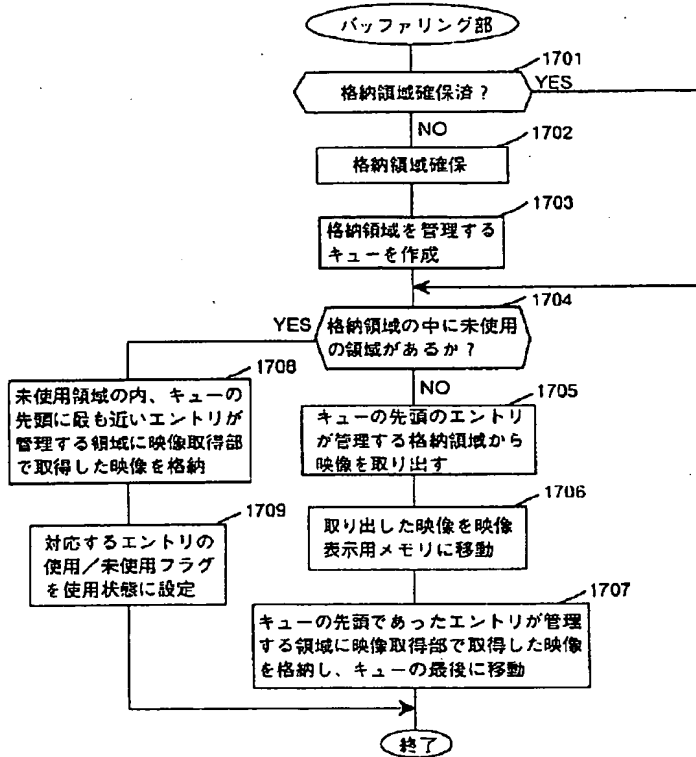 バッファリング部
1701
格納領域確保済？
YES
NO
1702
格納領域確保
1703
格納領域を管理する
キューを作成
1704
格納領域の中に未使用
の領域があるか？
YES
NO
1708
未使用領域の内、キューの
先頭に最も近いエントリが
管理する領域に映像取得部
で取得した映像を格納
1705
キューの先頭のエントリ
が管理する格納領域から
映像を取り出す
1706
取り出した映像を映像
表示用メモリに移動
1709
対応するエントリの
使用／未使用フラグ
を使用状態に設定
1707
キューの先頭であったエントリが管理
する領域に映像取得部で取得した映像
を格納し、キューの最後に移動
終了